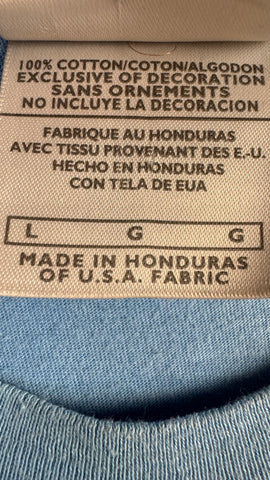 100% COTTON/COTON/ALGODON
EXCLUSIVE OF DECORATION
SANS ORNEMENTS
NO INCLUYE LA DECORACION
FABRIQUE AU HONDURAS
AVEC TISSU PROVENANT DES E.-U.
HECHO EN HONDURAS
CON TELA DE EUA
L G G
MADE IN HONDURAS
OF U.S.A. FABRIC